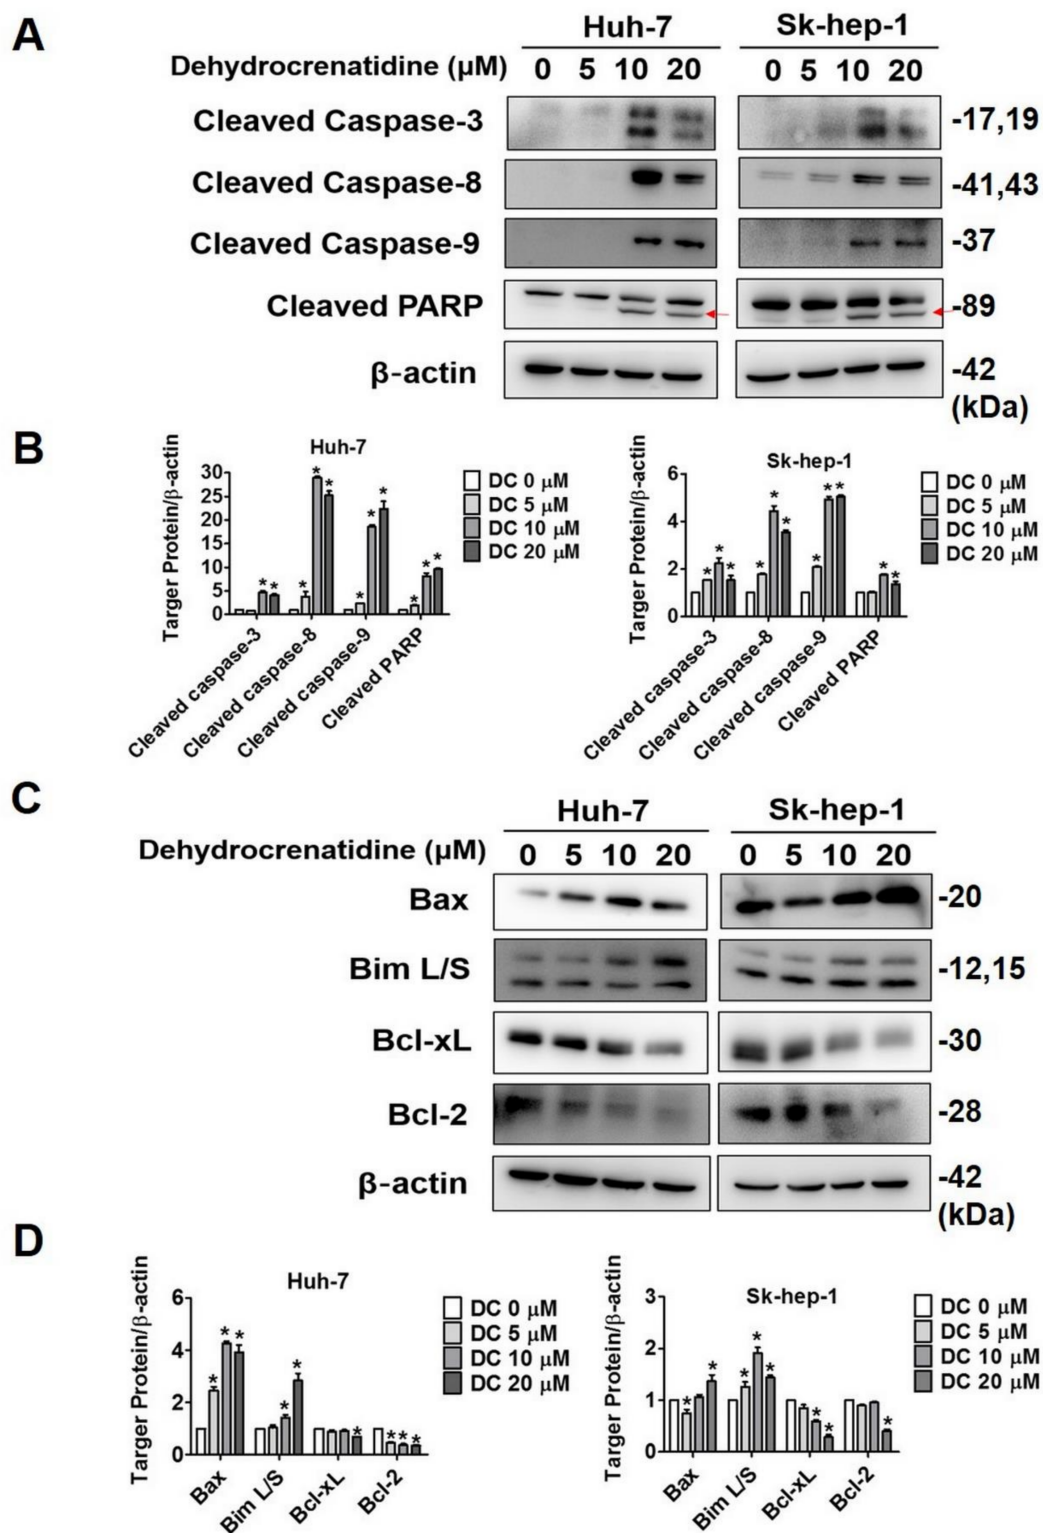 A
Huh-7 Sk-hep-1
Dehydrocrenatidine (μM) 0 5 10 20 0 5 10 20
Cleaved Caspase-3 -17,19
Cleaved Caspase-8 -41,43
Cleaved Caspase-9 -37
Cleaved PARP -89
β-actin -42
(kDa)
B
Huh-7
Targer Protein/β-actin
30
25
20
15
10
5
0
* * * * * * * * * * *
DC 0 μM
DC 5 μM
DC 10 μM
DC 20 μM
Cleaved caspase-3
Cleaved caspase-8
Cleaved caspase-9
Cleaved PARP
Sk-hep-1
Targer Protein/β-actin
6
4
2
0
* * * * * * * * * * *
DC 0 μM
DC 5 μM
DC 10 μM
DC 20 μM
Cleaved caspase-3
Cleaved caspase-8
Cleaved caspase-9
Cleaved PARP
C
Huh-7 Sk-hep-1
Dehydrocrenatidine (μM) 0 5 10 20 0 5 10 20
Bax -20
Bim L/S -12,15
Bcl-xL -30
Bcl-2 -28
β-actin -42
(kDa)
D
Huh-7
Targer Protein/β-actin
6
4
2
0
* * * * * * * * *
DC 0 μM
DC 5 μM
DC 10 μM
DC 20 μM
Bax
Bim L/S
Bcl-xL
Bcl-2
Sk-hep-1
Targer Protein/β-actin
3
2
1
0
* * * * * * * *
DC 0 μM
DC 5 μM
DC 10 μM
DC 20 μM
Bax
Bim L/S
Bcl-xL
Bcl-2